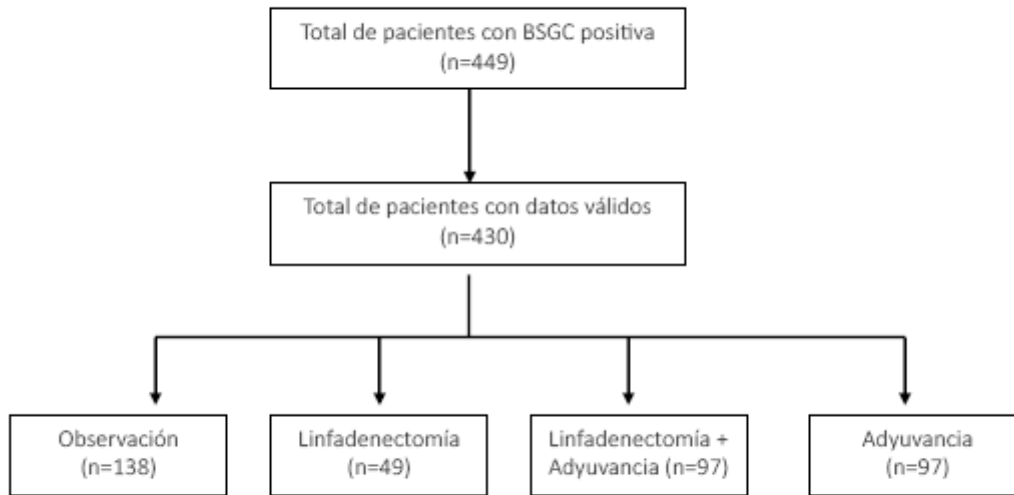 Total de pacientes con BSGC positiva
(n=449)
Total de pacientes con datos válidos
(n=430)
Observación
(n=138)
Linfadenectomía
(n=49)
Linfadenectomía +
Adyuvancia (n=97)
Adyuvancia
(n=97)